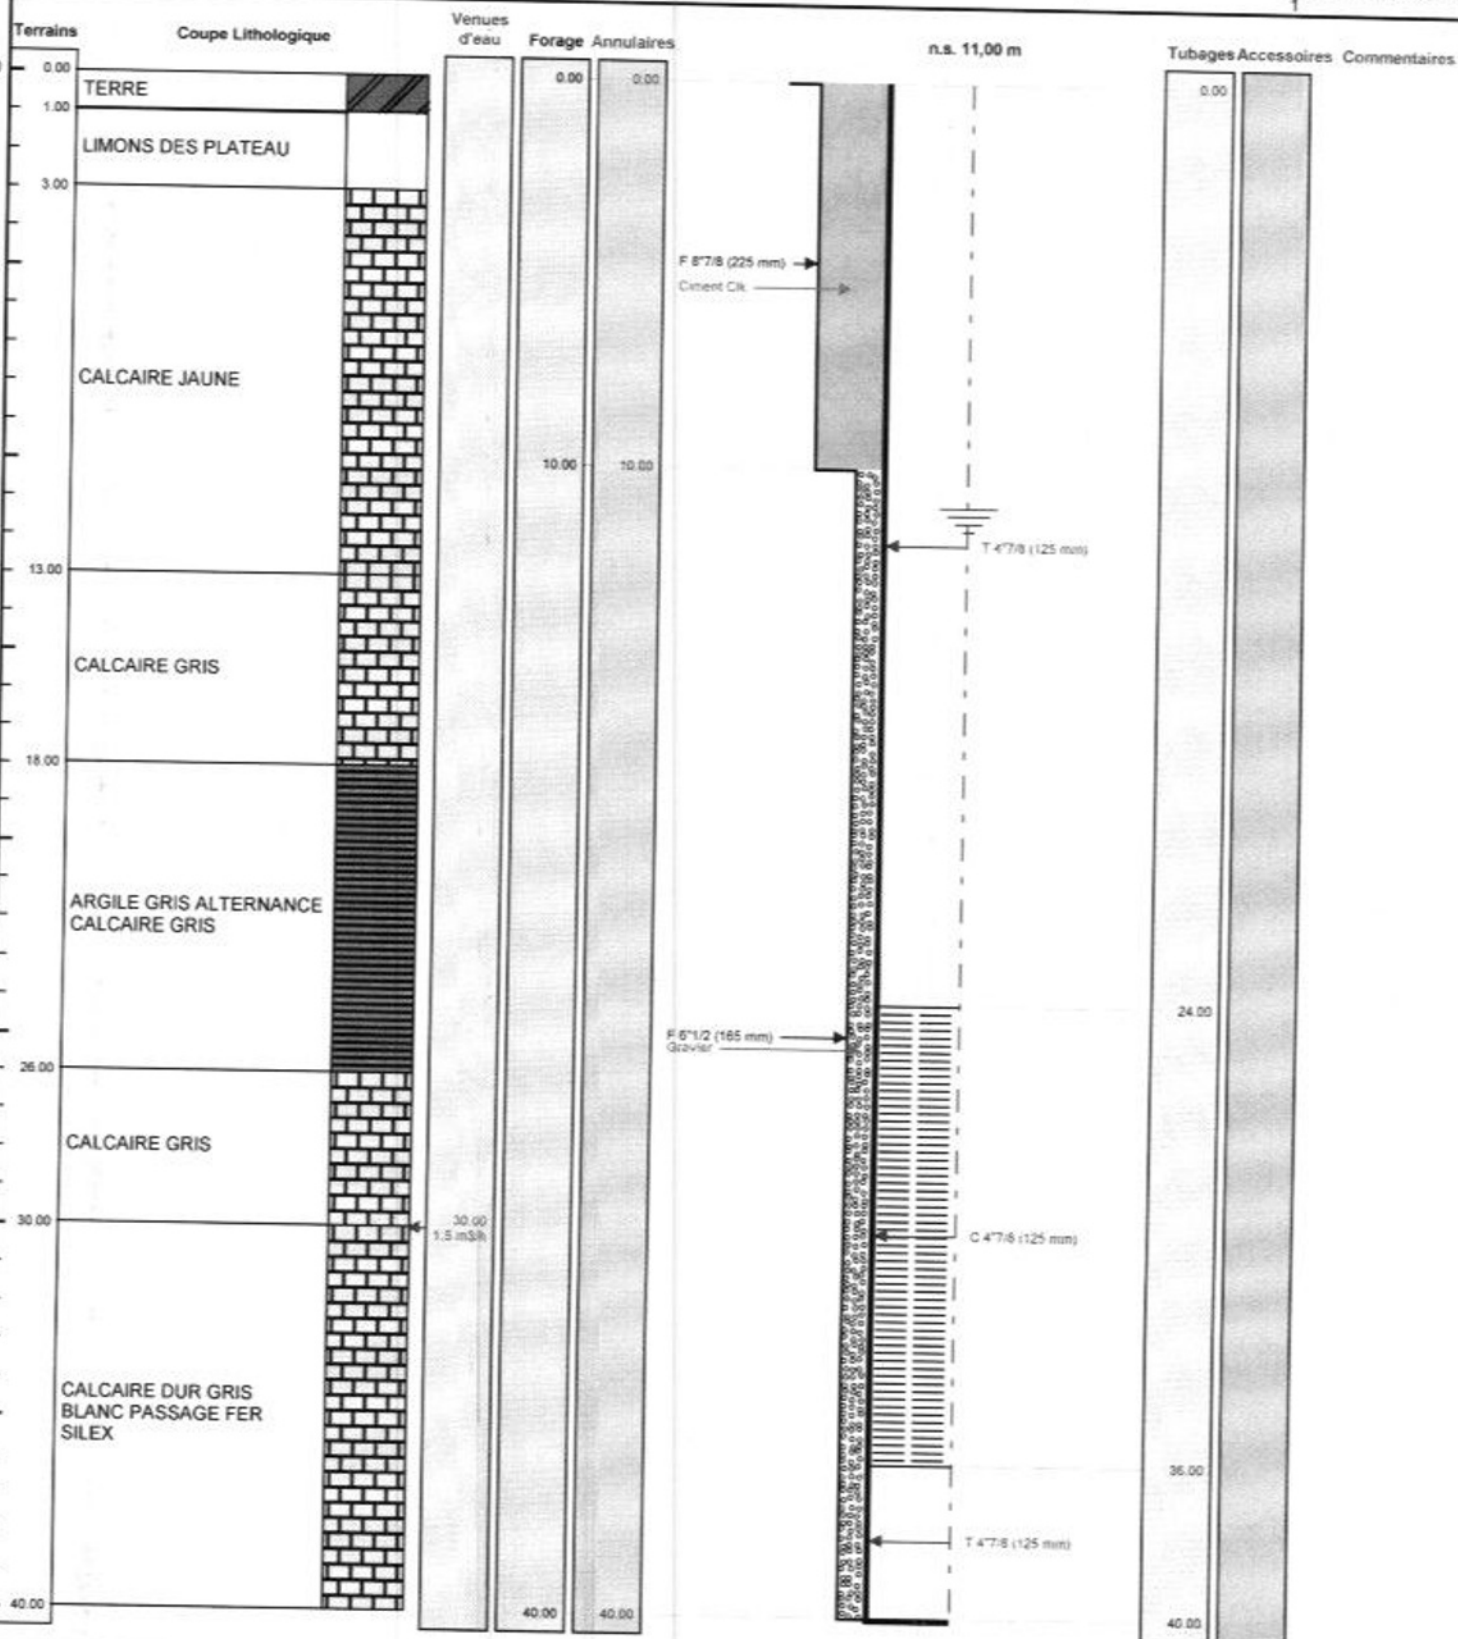 Terrains
Coupe Lithologique
Venues
d'eau
Forage
Annulaires
n.s. 11,00 m
Tubages
Accessoires
Commentaires
0.00
TERRE
0.00
0.00
0.00
1.00
LIMONS DES PLATEAU
3.00
F 8"7/8 (225 mm)
Ciment Clk
CALCAIRE JAUNE
10.00
10.00
T 4"7/8 (125 mm)
13.00
CALCAIRE GRIS
18.00
ARGILE GRIS ALTERNANCE
CALCAIRE GRIS
24.00
F 6"1/2 (165 mm)
Gravier
26.00
CALCAIRE GRIS
30.00
30.00
1.5 m3/h
C 4"7/8 (125 mm)
CALCAIRE DUR GRIS
BLANC PASSAGE FER
SILEX
36.00
T 4"7/8 (125 mm)
40.00
40.00
40.00
40.00